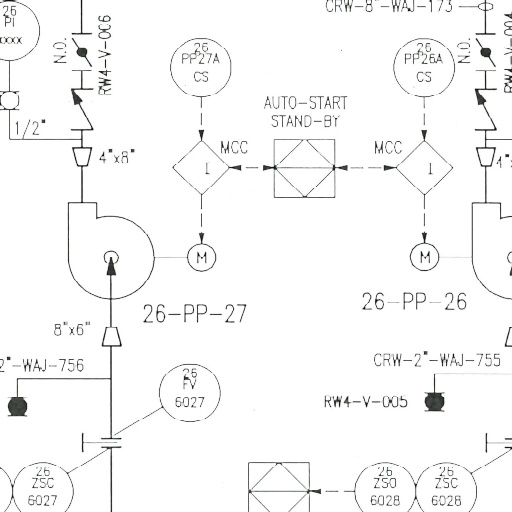 CRW-8"-WAJ-173
26
PI
XXXX
N.O.
RW4-V-006
26
PP27A
CS
26
PP26A
CS
N.O.
AUTO-START
STAND-BY
1/2"
4"x8"
I
MCC
MCC
I
M
M
26-PP-27
26-PP-26
8"x6"
2"-WAJ-756
CRW-2"-WAJ-755
26
FV
6027
RW4-V-005
26
ZSC
6027
26
ZSO
6028
26
ZSC
6028